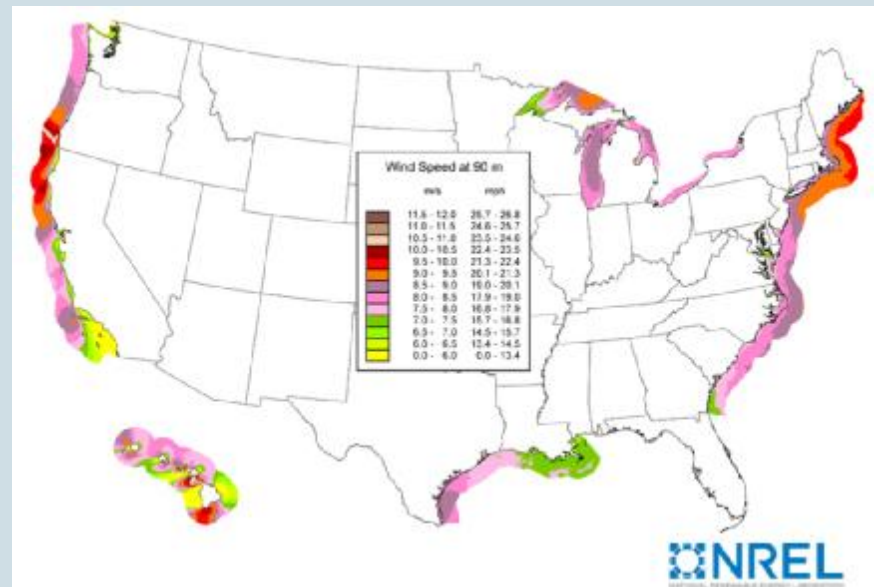 Wind Speed at 90 m
m/s mph
11.5 - 12.0 25.7 - 26.8
11.0 - 11.5 24.6 - 25.7
10.5 - 11.0 23.5 - 24.6
10.0 - 10.5 22.4 - 23.5
9.5 - 10.0 21.3 - 22.4
9.0 - 9.5 20.1 - 21.3
8.5 - 9.0 19.0 - 20.1
8.0 - 8.5 17.9 - 19.0
7.5 - 8.0 16.8 - 17.9
7.0 - 7.5 15.7 - 16.8
6.5 - 7.0 14.5 - 15.7
6.0 - 6.5 13.4 - 14.5
0.0 - 6.0 0.0 - 13.4
NREL